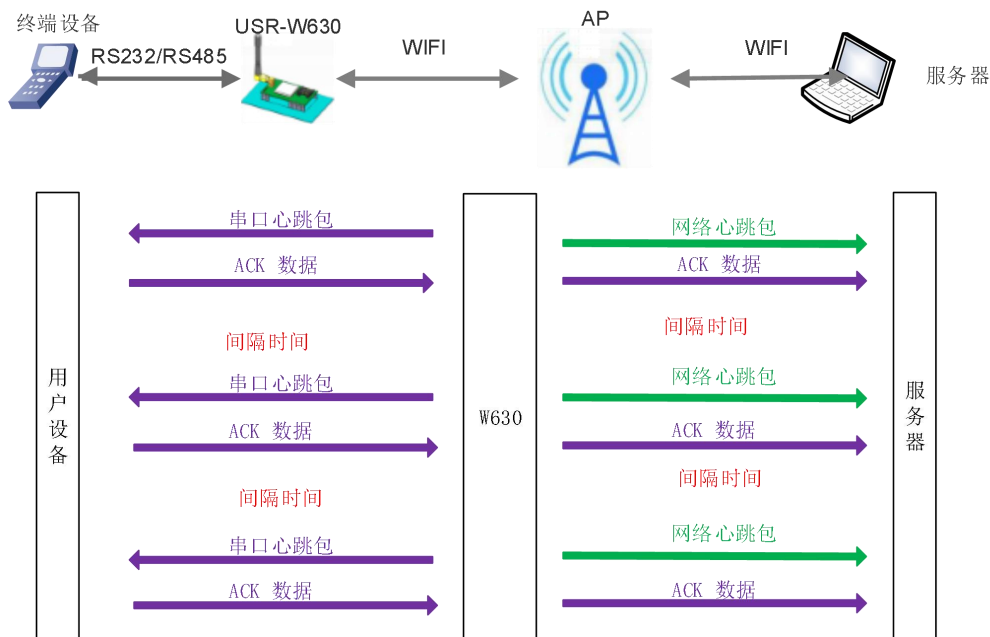 终端设备
USR-W630
AP
RS232/RS485
WIFI
WIFI
服务器
串口心跳包
网络心跳包
ACK 数据
ACK 数据
间隔时间
间隔时间
用户设备
串口心跳包
网络心跳包
W630
服务器
ACK 数据
ACK 数据
间隔时间
间隔时间
串口心跳包
网络心跳包
ACK 数据
ACK 数据